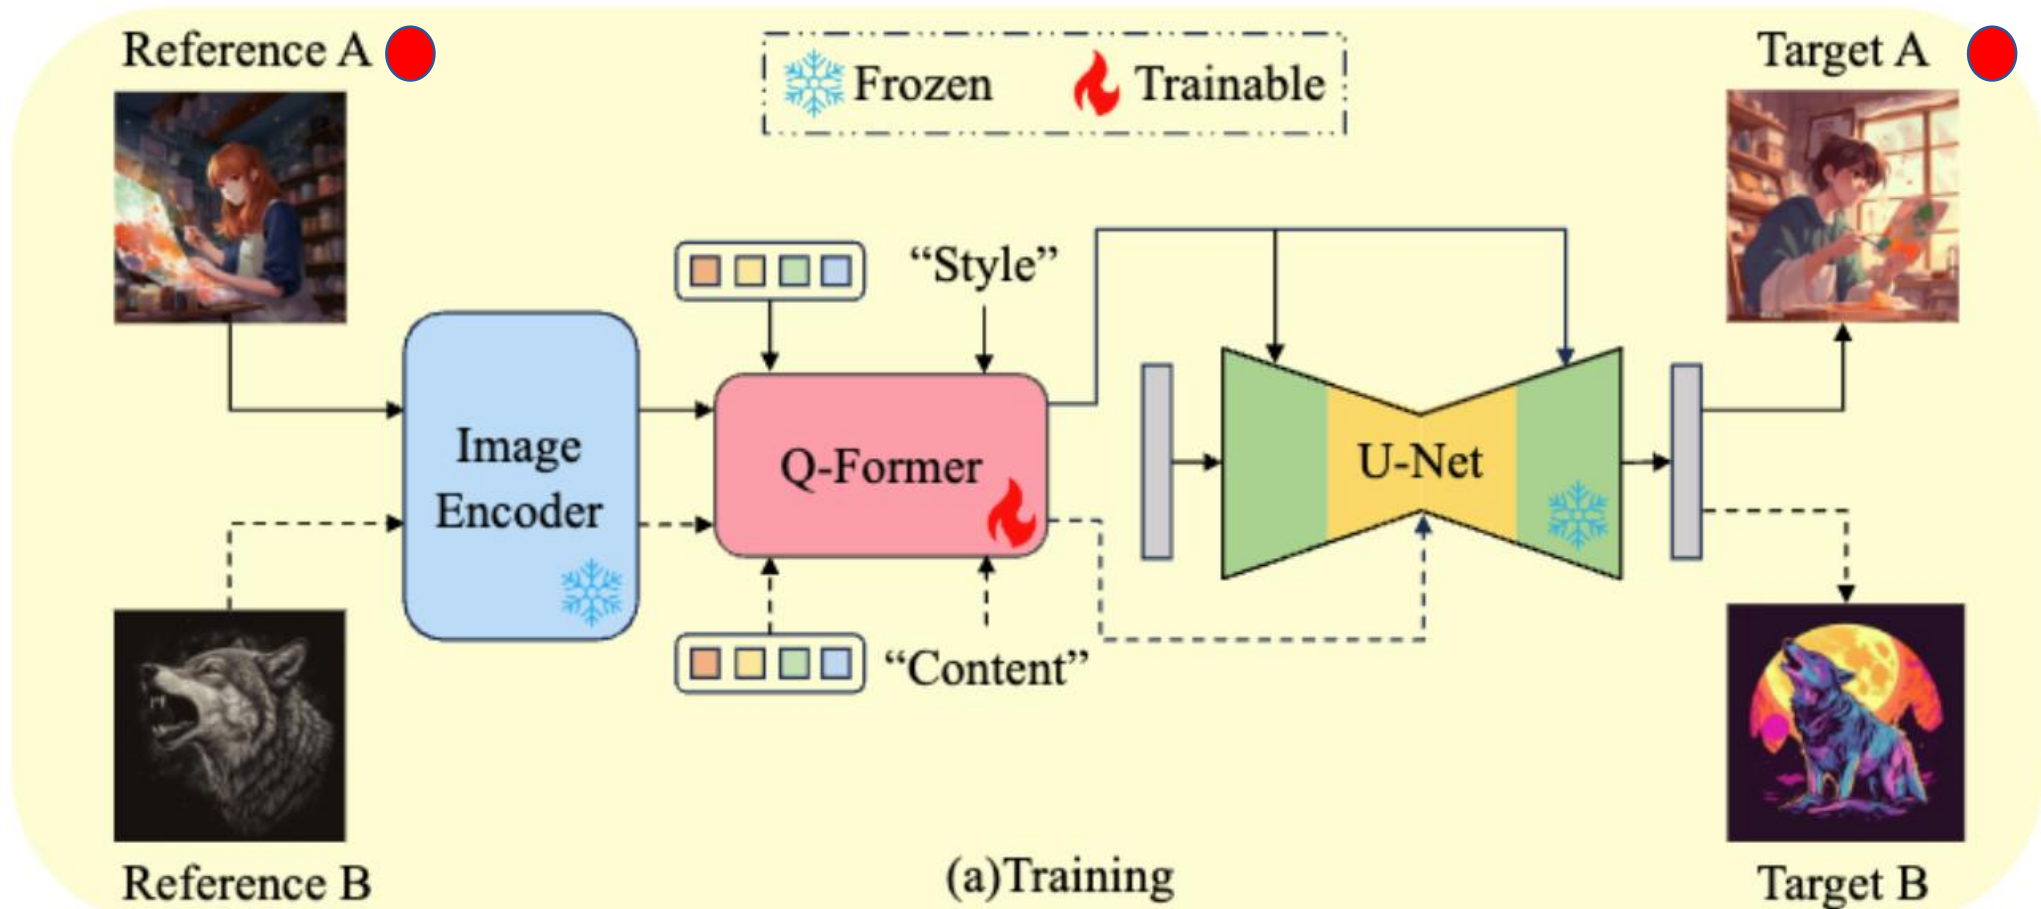 Reference A
Frozen
Trainable
Target A
“Style”
Image
Encoder
Q-Former
U-Net
“Content”
Reference B
(a)Training
Target B